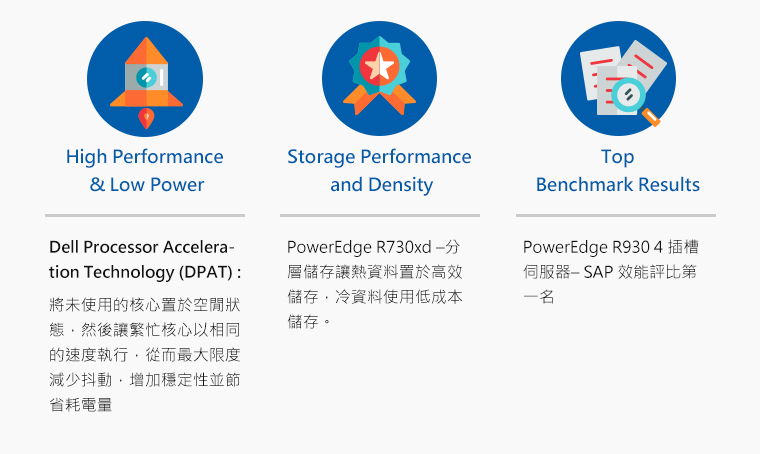 High Performance
& Low Power
Dell Processor Accelera-
tion Technology (DPAT) :
將未使用的核心置於空閒狀
態，然後讓繁忙核心以相同
的速度執行，從而最大限度
減少抖動，增加穩定性並節
省耗電量
Storage Performance
and Density
PowerEdge R730xd –分
層儲存讓熱資料置於高效
儲存，冷資料使用低成本
儲存。
Top
Benchmark Results
PowerEdge R930 4 插槽
伺服器– SAP 效能評比第
一名